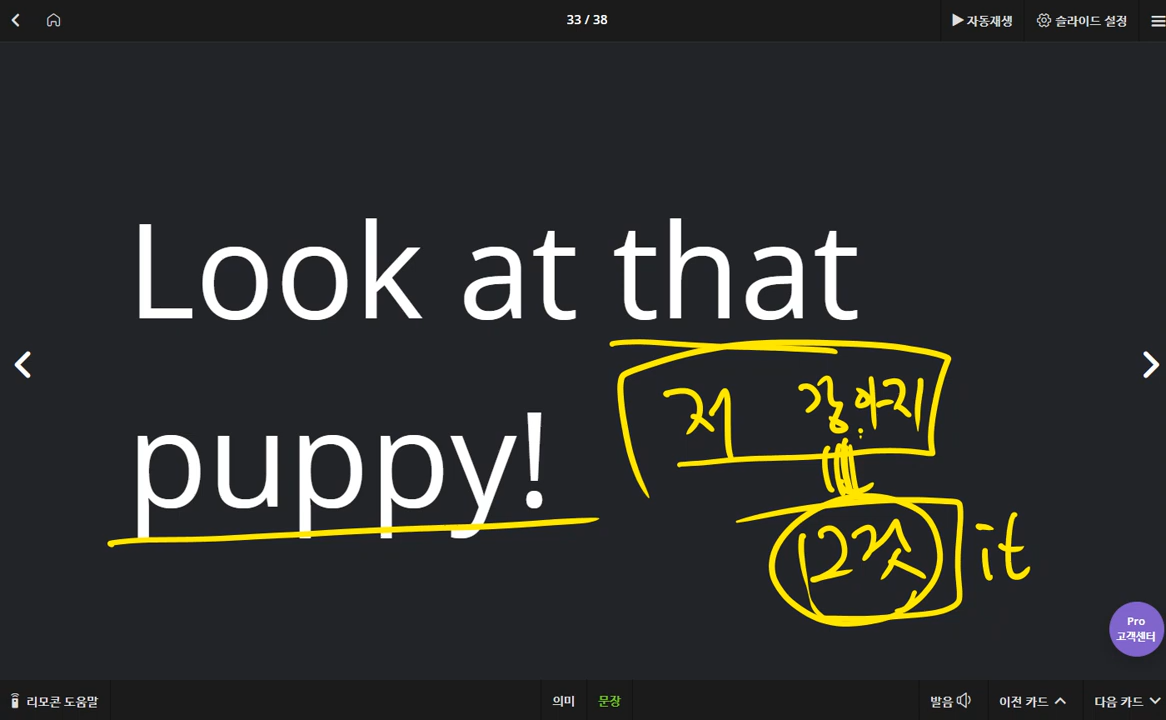 33 / 38
자동재생
슬라이드 설정
Look at that
저 강아지
puppy!
it
Pro
고객센터
리모콘 도움말
의미
문장
발음
이전 카드
다음 카드